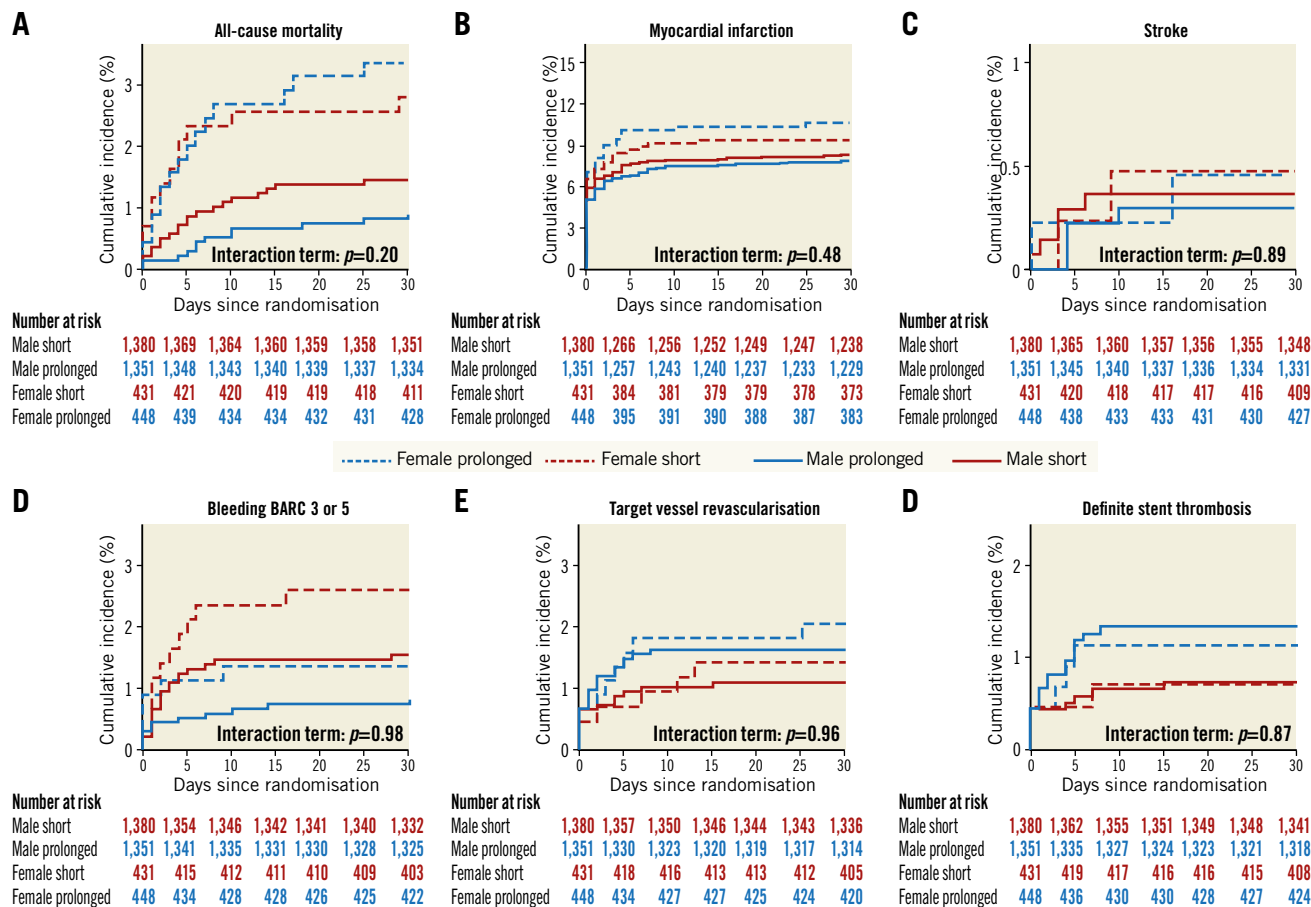 A
All-cause mortality
Cumulative incidence (%)
3
2
1
0
0 5 10 15 20 25 30
Interaction term: p=0.20
Days since randomisation
Number at risk
Male short 1,380 1,369 1,364 1,360 1,359 1,358 1,351
Male prolonged 1,351 1,348 1,343 1,340 1,339 1,337 1,334
Female short 431 421 420 419 419 418 411
Female prolonged 448 439 434 434 432 431 428
B
Myocardial infarction
Cumulative incidence (%)
15
12
9
6
3
0
0 5 10 15 20 25 30
Interaction term: p=0.48
Days since randomisation
Number at risk
Male short 1,380 1,266 1,256 1,252 1,249 1,247 1,238
Male prolonged 1,351 1,257 1,243 1,240 1,237 1,233 1,229
Female short 431 384 381 379 379 378 373
Female prolonged 448 395 391 390 388 387 383
C
Stroke
Cumulative incidence (%)
1
0.5
0
0 5 10 15 20 25 30
Interaction term: p=0.89
Days since randomisation
Number at risk
Male short 1,380 1,365 1,360 1,357 1,356 1,355 1,348
Male prolonged 1,351 1,345 1,340 1,337 1,336 1,334 1,331
Female short 431 420 418 417 417 416 409
Female prolonged 448 438 433 433 431 430 427
Female prolonged Female short Male prolonged Male short
D
Bleeding BARC 3 or 5
Cumulative incidence (%)
3
2
1
0
0 5 10 15 20 25 30
Interaction term: p=0.98
Days since randomisation
Number at risk
Male short 1,380 1,354 1,346 1,342 1,341 1,340 1,332
Male prolonged 1,351 1,341 1,335 1,331 1,330 1,328 1,325
Female short 431 415 412 411 410 409 403
Female prolonged 448 434 428 428 426 425 422
E
Target vessel revascularisation
Cumulative incidence (%)
3
2
1
0
0 5 10 15 20 25 30
Interaction term: p=0.96
Days since randomisation
Number at risk
Male short 1,380 1,357 1,350 1,346 1,344 1,343 1,336
Male prolonged 1,351 1,330 1,323 1,320 1,319 1,317 1,314
Female short 431 418 416 413 413 412 405
Female prolonged 448 434 427 427 425 424 420
D
Definite stent thrombosis
Cumulative incidence (%)
2
1
0
0 5 10 15 20 25 30
Interaction term: p=0.87
Days since randomisation
Number at risk
Male short 1,380 1,362 1,355 1,351 1,349 1,348 1,341
Male prolonged 1,351 1,335 1,327 1,324 1,323 1,321 1,318
Female short 431 419 417 416 416 415 408
Female prolonged 448 436 430 430 428 427 424